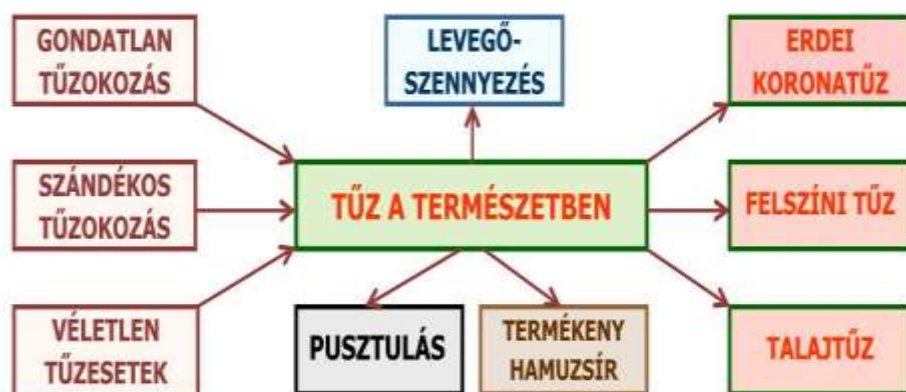 GONDATLAN
TŰZOKOZÁS
LEVEGŐ-
SZENNYEZÉS
ERDEI
KORONATŰZ
SZÁNDÉKOS
TŰZOKOZÁS
TŰZ A TERMÉSZETBEN
FELSZÍNI TŰZ
VÉLETLEN
TŰZESETEK
PUSZTULÁS
TERMÉKENY
HAMUZSÍR
TALAJTŰZ